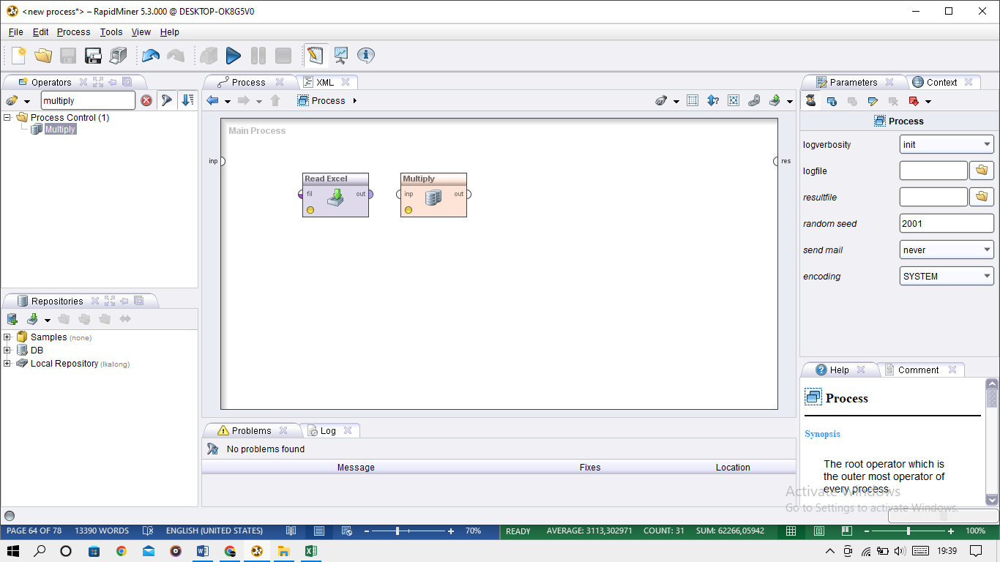 <new process*> – RapidMiner 5.3.000 @ DESKTOP-OK8G5V0
File Edit Process Tools View Help
Operators
multiply
Process Control (1)
Multiply
Repositories
Samples (none)
DB
Local Repository (Ikalong)
Process XML
Process
Main Process
inp
res
Read Excel
fil out
Multiply
inp out
Problems Log
No problems found
Message Fixes Location
Parameters Context
Process
logverbosity init
logfile
resultfile
random seed 2001
send mail never
encoding SYSTEM
Help Comment
Process
Synopsis
The root operator which is
the outer most operator of
every process.
Activate Windows
Go to Settings to activate Windows.
PAGE 64 OF 78 13390 WORDS ENGLISH (UNITED STATES) 70% READY AVERAGE: 3113,302971 COUNT: 31 SUM: 62266,05942 100%
19:39